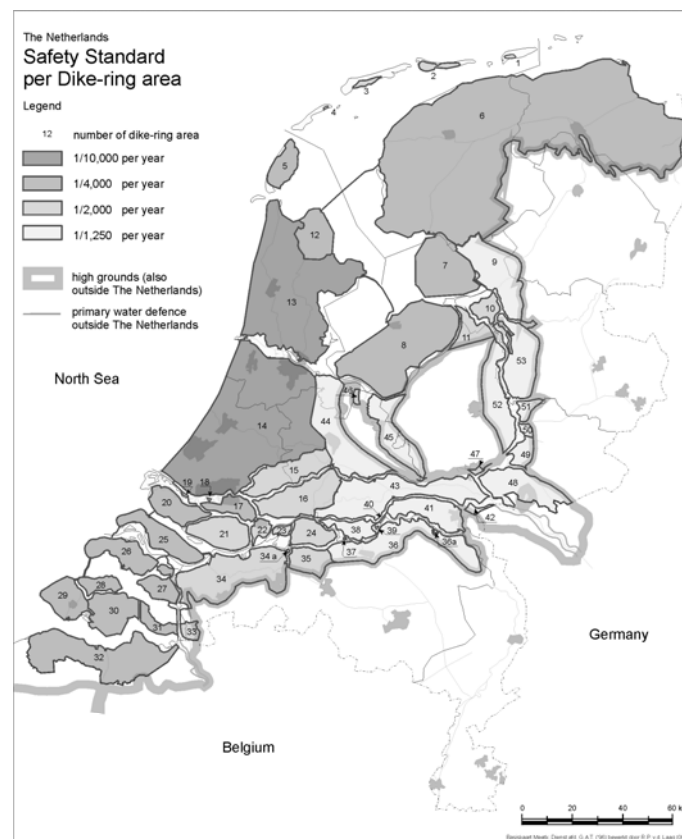 The Netherlands
Safety Standard
per Dike-ring area
Legend
12 number of dike-ring area
1/10,000 per year
1/4,000 per year
1/2,000 per year
1/1,250 per year
high grounds (also
outside The Netherlands)
primary water defence
outside The Netherlands
North Sea
Germany
Belgium
1
2
3
4
5
6
7
8
9
10
11
12
13
14
15
16
17
18
19
20
21
22
23
24
25
26
27
28
29
30
31
32
33
34
34 a
35
36
36a
37
38
39
40
41
42
43
44
45
46
47
48
49
50
51
52
53
0 20 40 60